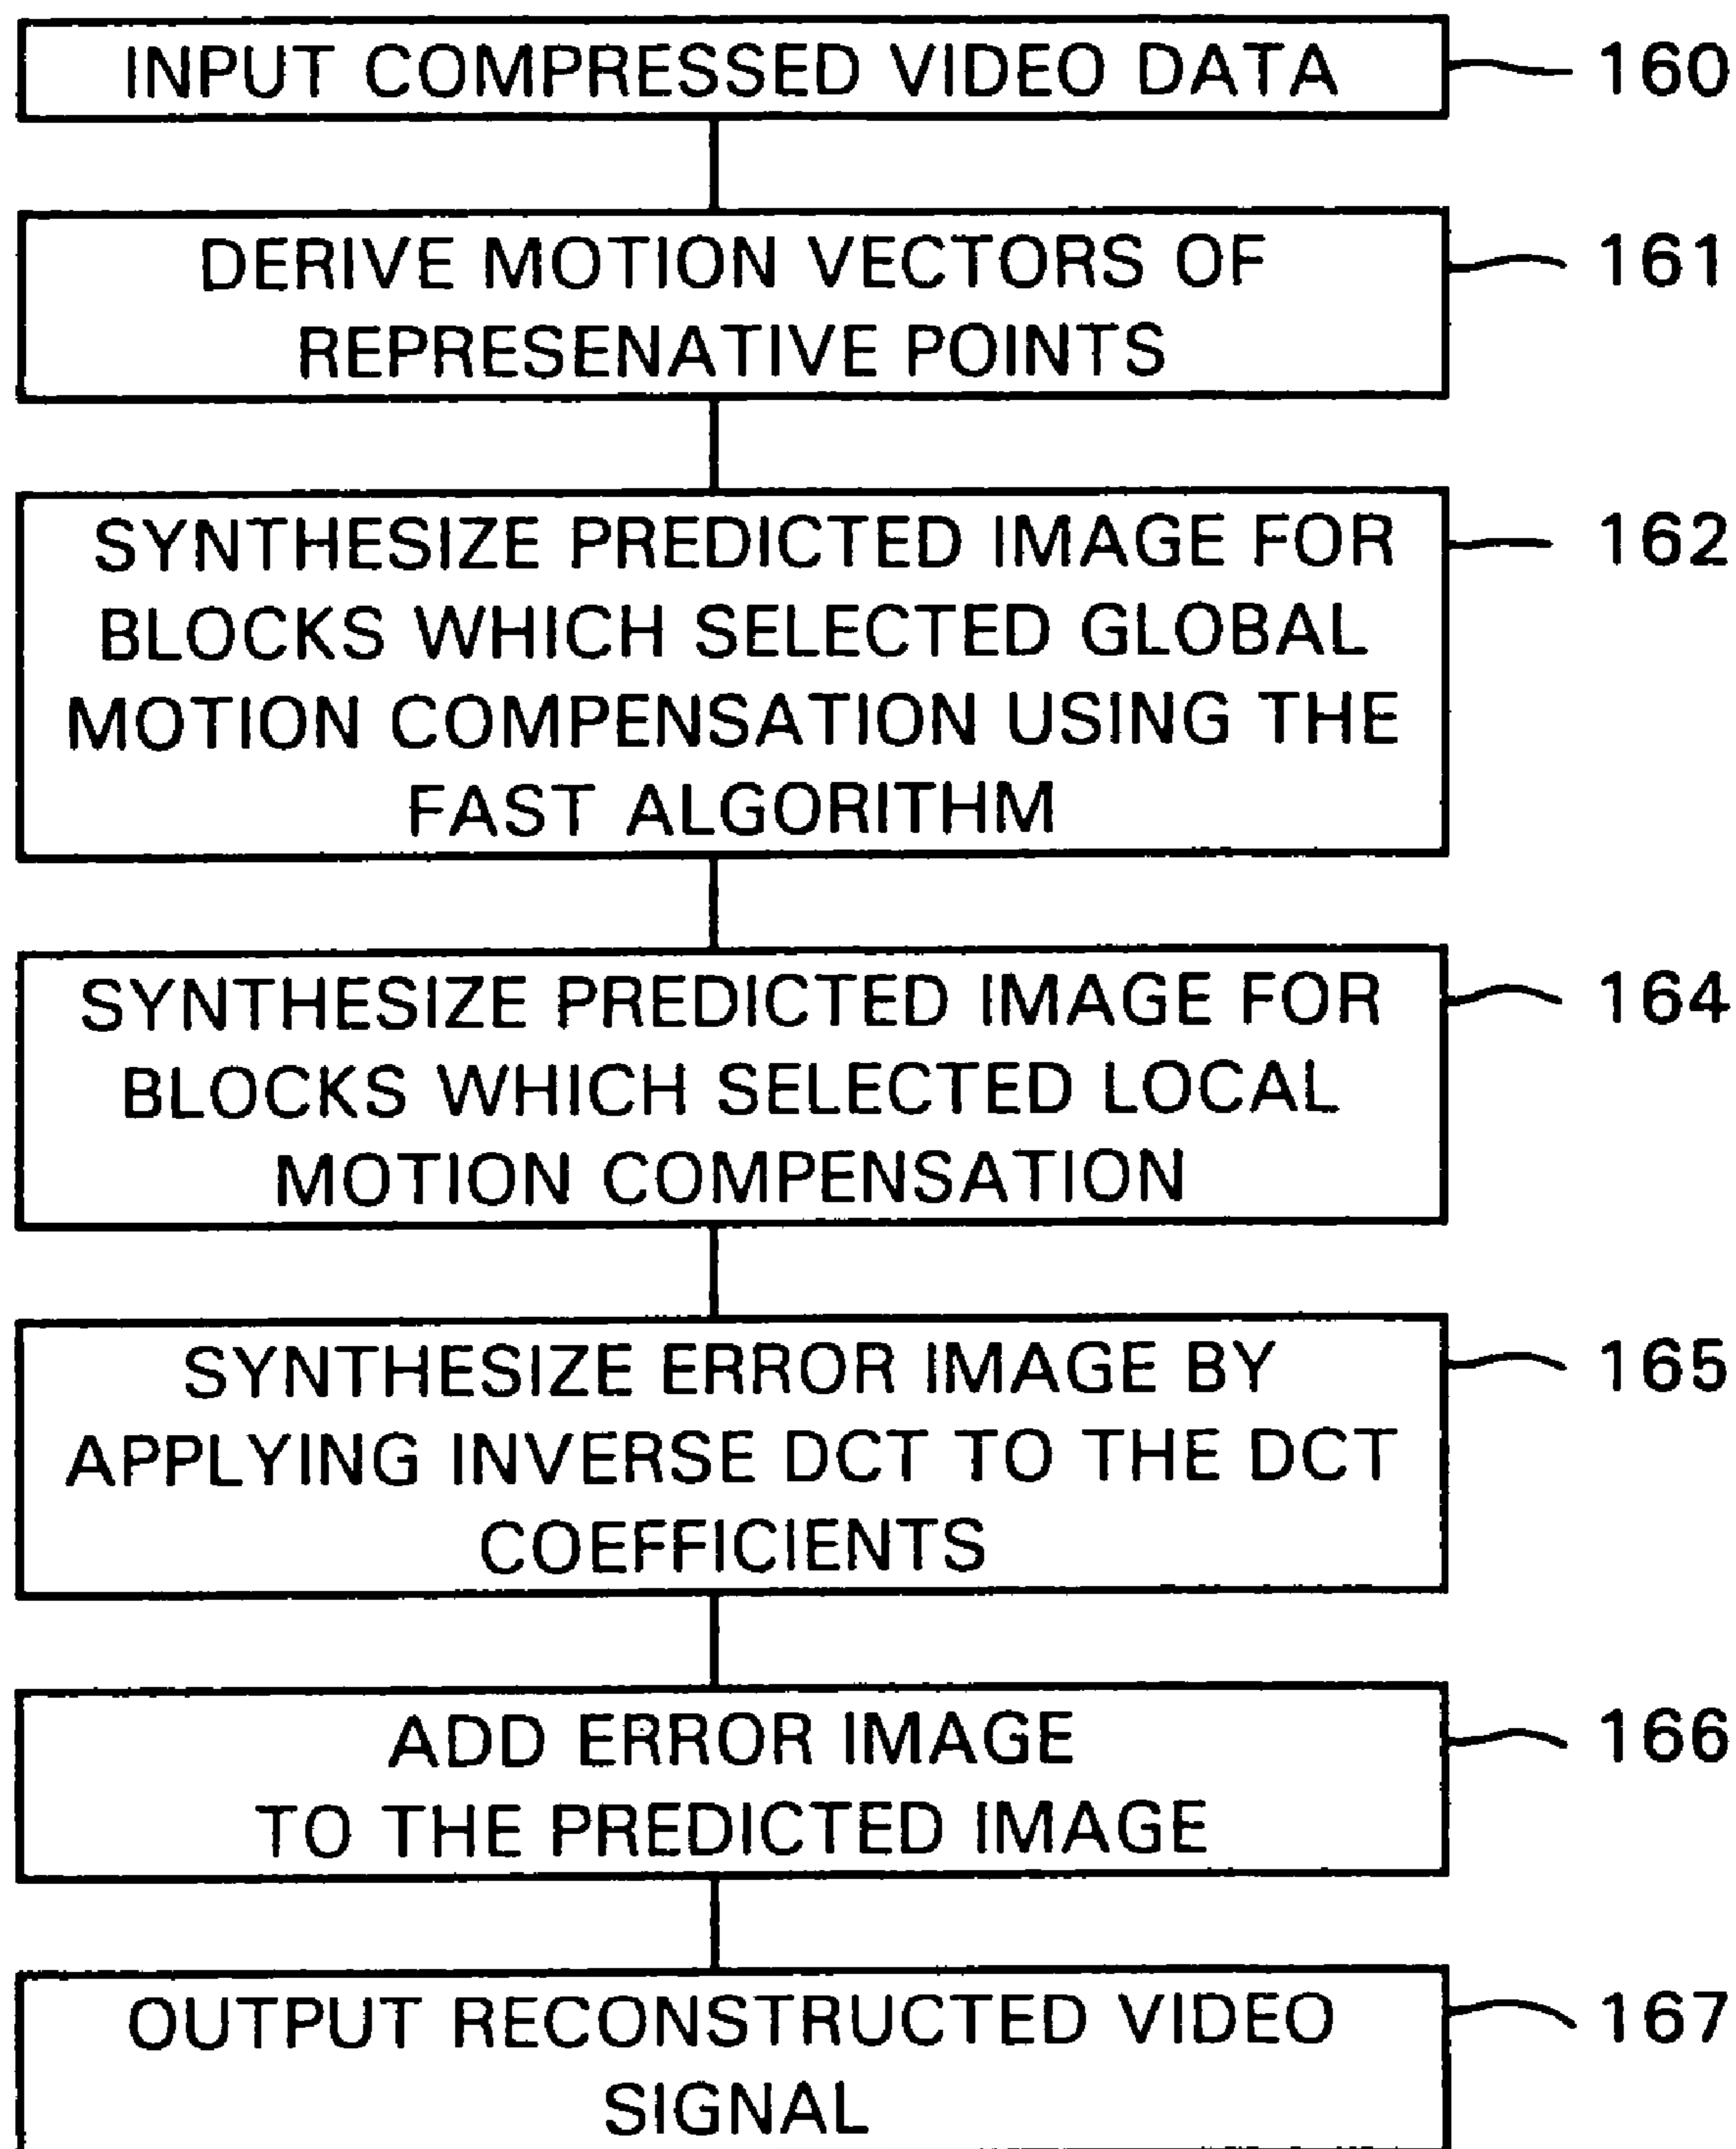 INPUT COMPRESSED VIDEO DATA 160
DERIVE MOTION VECTORS OF 161
REPRESENATIVE POINTS
SYNTHESIZE PREDICTED IMAGE FOR 162
BLOCKS WHICH SELECTED GLOBAL
MOTION COMPENSATION USING THE
FAST ALGORITHM
SYNTHESIZE PREDICTED IMAGE FOR 164
BLOCKS WHICH SELECTED LOCAL
MOTION COMPENSATION
SYNTHESIZE ERROR IMAGE BY 165
APPLYING INVERSE DCT TO THE DCT
COEFFICIENTS
ADD ERROR IMAGE 166
TO THE PREDICTED IMAGE
OUTPUT RECONSTRUCTED VIDEO 167
SIGNAL